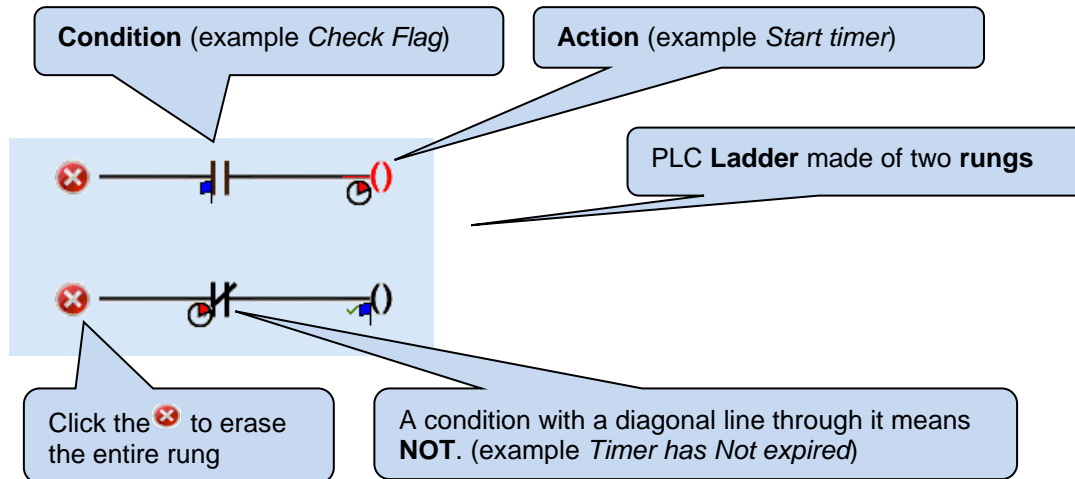 Condition (example Check Flag)
Action (example Start timer)
PLC Ladder made of two rungs
Click the to erase
the entire rung
A condition with a diagonal line through it means
NOT. (example Timer has Not expired)